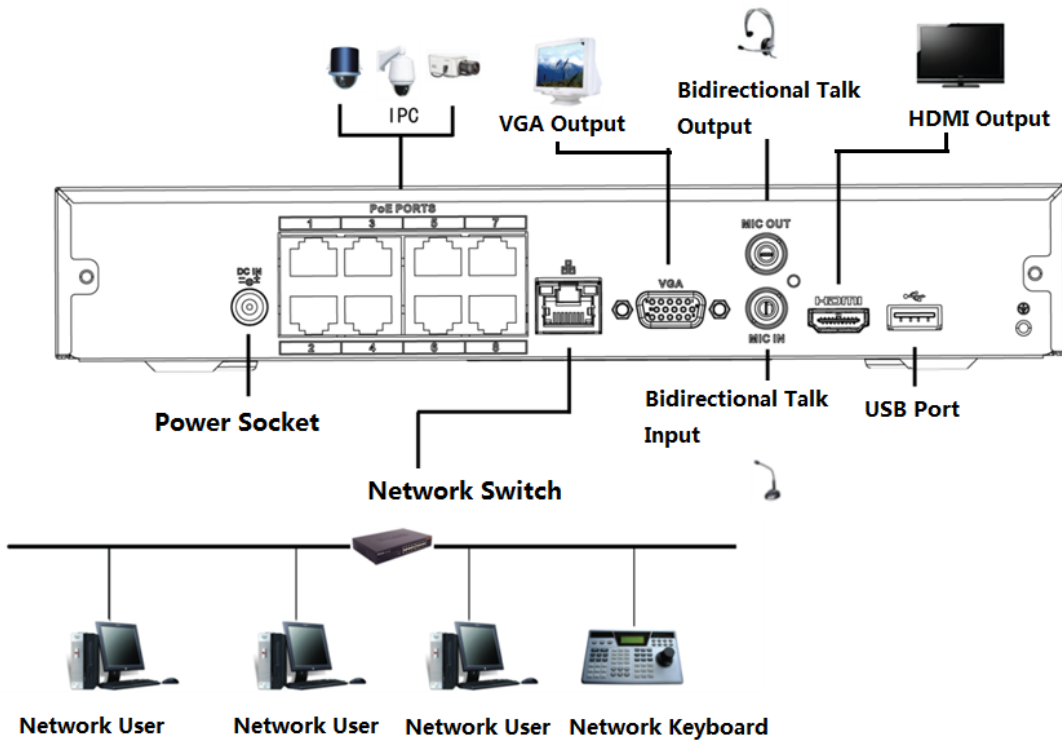 IPC
VGA Output
Bidirectional Talk
Output
HDMI Output
PoE PORTS
1 3 5 7
MIC OUT
DC IN
VGA
HDMI
MIC IN
2 4 6 8
Power Socket
Bidirectional Talk
Input
USB Port
Network Switch
Network User
Network User
Network User
Network Keyboard